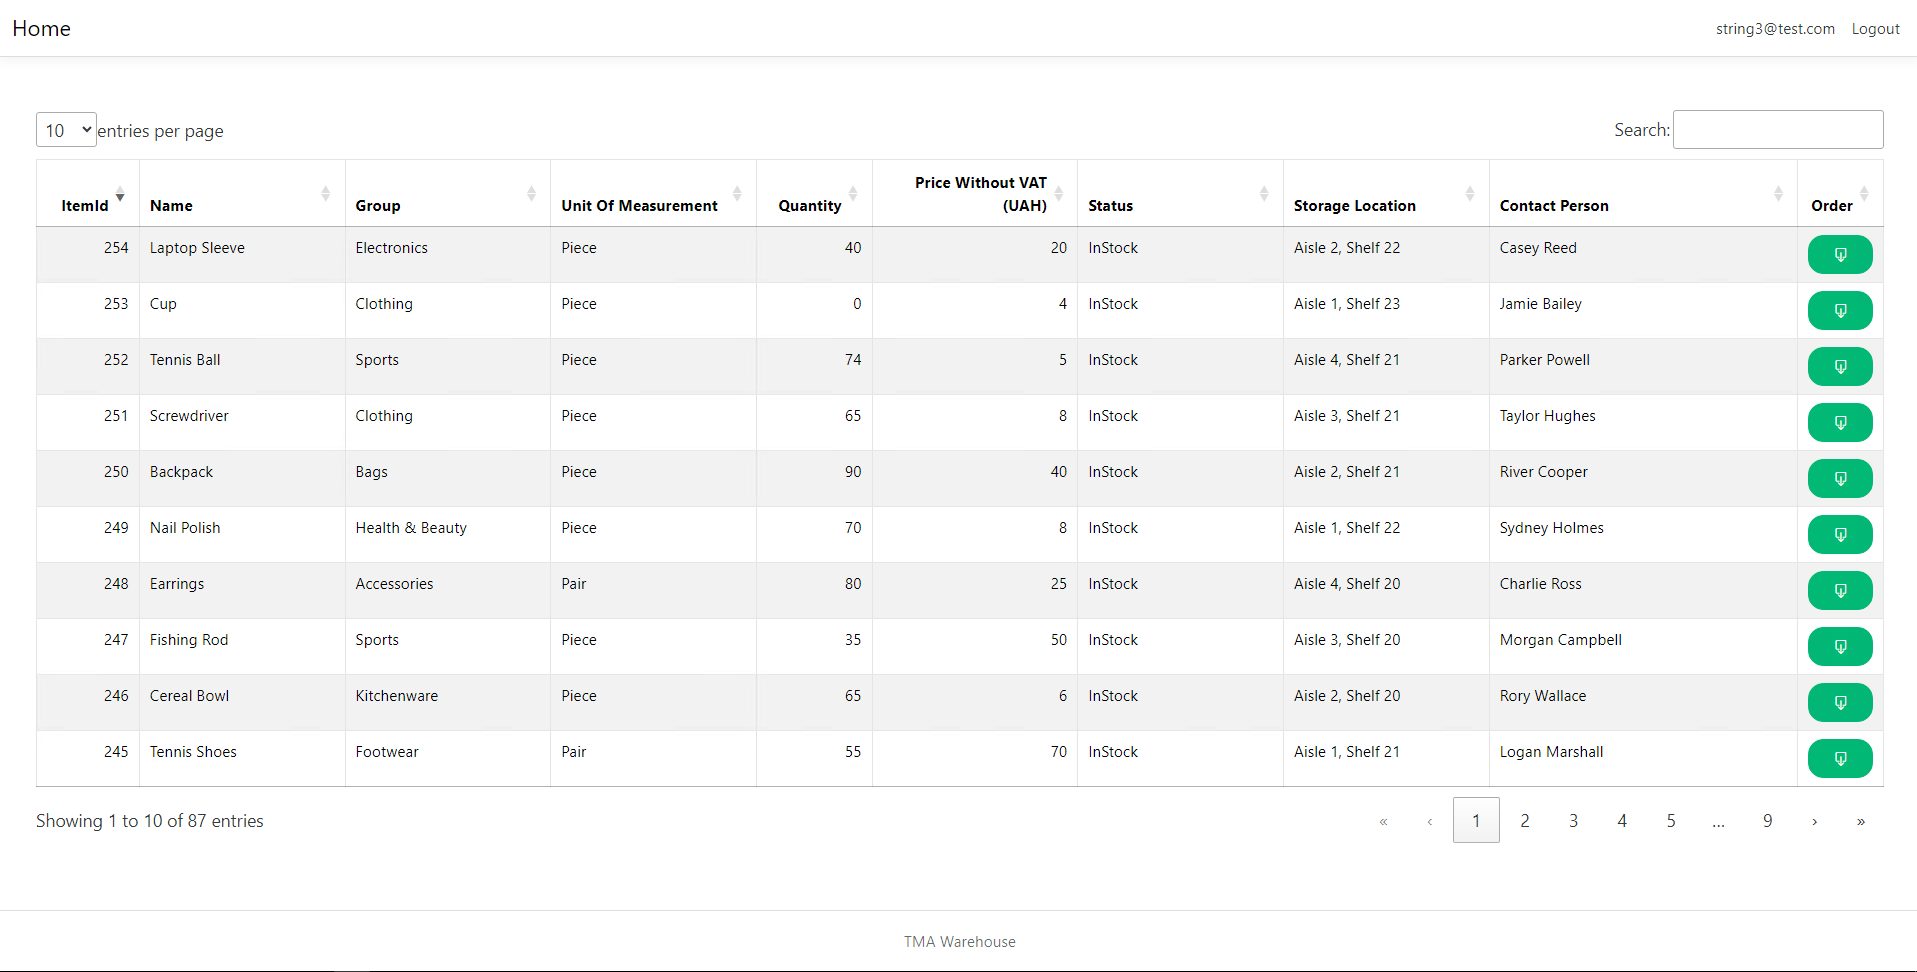 Home string3@test.com Logout
10 entries per page Search:
ItemId Name Group Unit Of Measurement Quantity Price Without VAT (UAH) Status Storage Location Contact Person Order
254 Laptop Sleeve Electronics Piece 40 20 InStock Aisle 2, Shelf 22 Casey Reed
253 Cup Clothing Piece 0 4 InStock Aisle 1, Shelf 23 Jamie Bailey
252 Tennis Ball Sports Piece 74 5 InStock Aisle 4, Shelf 21 Parker Powell
251 Screwdriver Clothing Piece 65 8 InStock Aisle 3, Shelf 21 Taylor Hughes
250 Backpack Bags Piece 90 40 InStock Aisle 2, Shelf 21 River Cooper
249 Nail Polish Health & Beauty Piece 70 8 InStock Aisle 1, Shelf 22 Sydney Holmes
248 Earrings Accessories Pair 80 25 InStock Aisle 4, Shelf 20 Charlie Ross
247 Fishing Rod Sports Piece 35 50 InStock Aisle 3, Shelf 20 Morgan Campbell
246 Cereal Bowl Kitchenware Piece 65 6 InStock Aisle 2, Shelf 20 Rory Wallace
245 Tennis Shoes Footwear Pair 55 70 InStock Aisle 1, Shelf 21 Logan Marshall
Showing 1 to 10 of 87 entries « ‹ 1 2 3 4 5 … 9 › »
TMA Warehouse